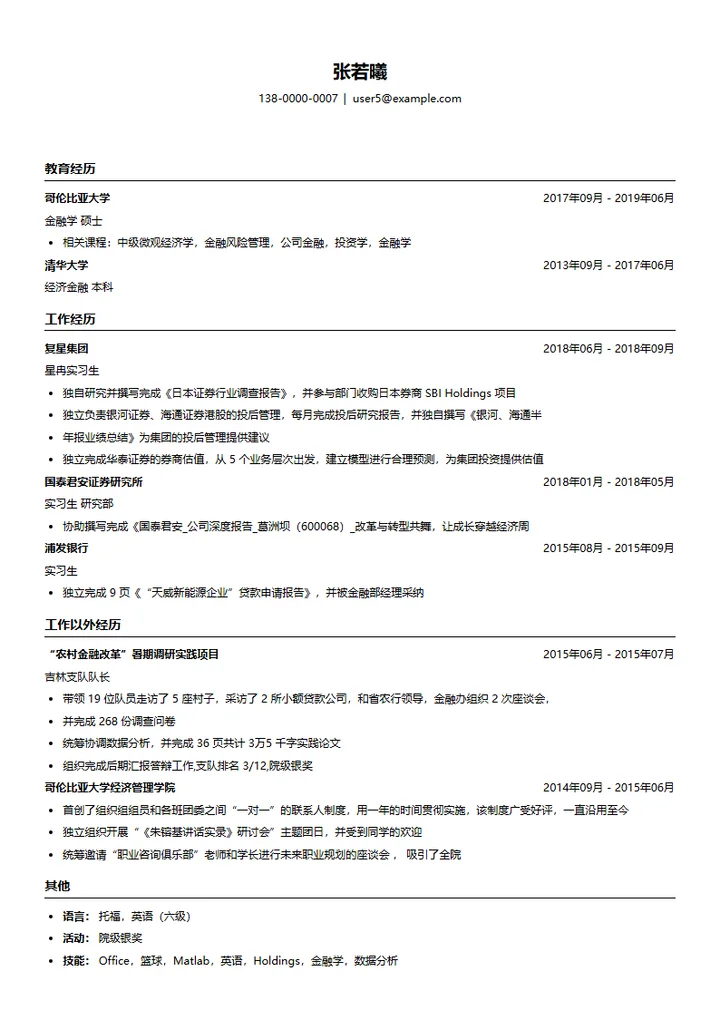 张若曦
138-0000-0007 | user5@example.com
教育经历
哥伦比亚大学 2017年09月 - 2019年06月
金融学 硕士
• 相关课程：中级微观经济学，金融风险管理，公司金融，投资学，金融学
清华大学 2013年09月 - 2017年06月
经济金融 本科
工作经历
复星集团 2018年06月 - 2018年09月
星冉实习生
• 独自研究并撰写完成《日本证券行业调查报告》，并参与部门收购日本券商 SBI Holdings 项目
• 独立负责银河证券、海通证券港股的投后管理，每月完成投后研究报告，并独自撰写《银河、海通半
• 年报业绩总结》为集团的投后管理提供建议
• 独立完成华泰证券的券商估值，从 5 个业务层次出发，建立模型进行合理预测，为集团投资提供估值
国泰君安证券研究所 2018年01月 - 2018年05月
实习生 研究部
• 协助撰写完成《国泰君安_公司深度报告_葛洲坝（600068）_改革与转型共舞，让成长穿越经济周
浦发银行 2015年08月 - 2015年09月
实习生
• 独立完成 9 页《“天威新能源企业”贷款申请报告》，并被金融部经理采纳
工作以外经历
“农村金融改革”暑期调研实践项目 2015年06月 - 2015年07月
吉林支队队长
• 带领 19 位队员走访了 5 座村子，采访了 2 所小额贷款公司，和省农行领导，金融办组织 2 次座谈会，
• 并完成 268 份调查问卷
• 统筹协调数据分析，并完成 36 页共计 3万5 千字实践论文
• 组织完成后期汇报答辩工作,支队排名 3/12,院级银奖
哥伦比亚大学经济管理学院 2014年09月 - 2015年06月
• 首创了组织组组员和各班团委之间“一对一”的联系人制度，用一年的时间贯彻实施，该制度广受好评，一直沿用至今
• 独立组织开展“《朱镕基讲话实录》研讨会”主题团日，并受到同学的欢迎
• 统筹邀请“职业咨询俱乐部”老师和学长进行未来职业规划的座谈会 ， 吸引了全院
其他
• 语言： 托福，英语（六级）
• 活动： 院级银奖
• 技能： Office，篮球，Matlab，英语，Holdings，金融学，数据分析